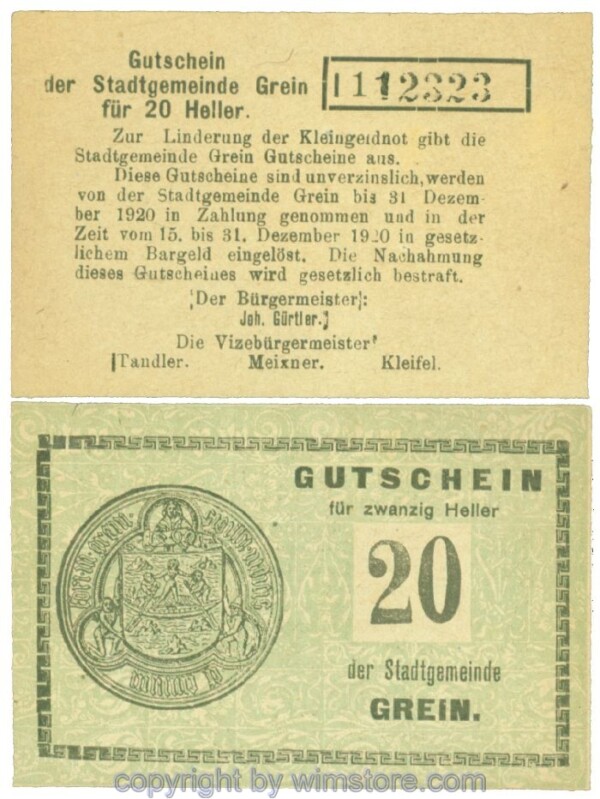 Gutschein
der Stadtgemeinde Grein
für 20 Heller.
112323
Zur Linderung der Kleingeldnot gibt die
Stadtgemeinde Grein Gutscheine aus.
Diese Gutscheine sind unverzinslich, werden
von der Stadtgemeinde Grein bis 31 Dezem-
ber 1920 in Zahlung genommen und in der
Zeit vom 15. bis 31. Dezember 1920 in gesetz-
lichem Bargeld eingelöst. Die Nachahmung
dieses Gutscheines wird gesetzlich bestraft.
Der Bürgermeister:
Joh. Gürtler.
Die Vizebürgermeister
Tandler. Meixner. Kleifel.
GUTSCHEIN
für zwanzig Heller
20
der Stadtgemeinde
GREIN.
copyright by wimstore.com